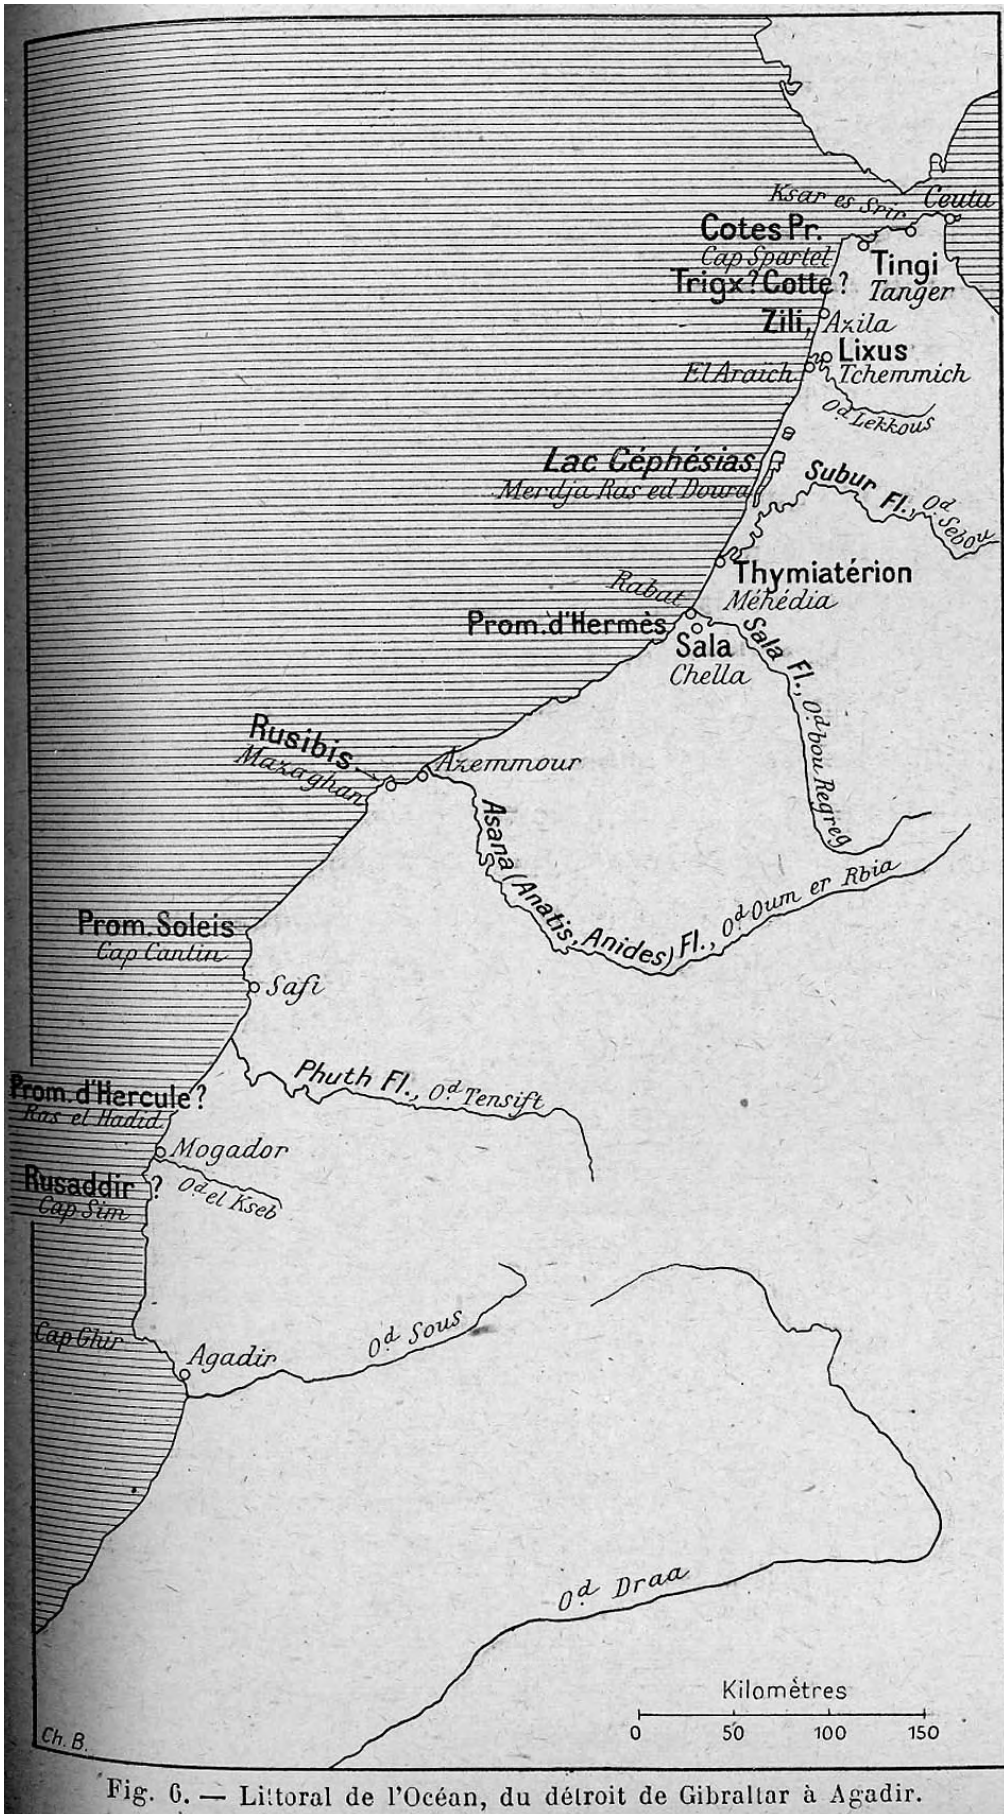 Ksar es Srir
Ceuta
Cotes Pr.
Cap Spartel
Tingi
Tanger
Trigx? Cotte?
Zili, Azila
Lixus
Tchemmich
El Araich
Od Lekkous
Lac Céphésias
Merdja Ras ed Doura
Subur Fl., Od Sebou
Thymiatérion
Méhédia
Rabat
Prom. d'Hermès
Sala
Chella
Sala Fl., Od bou Regreg
Rusibis
Mazaghan
Azemmour
Asana (Anatis, Anides) Fl., Od Oum er Rbia
Prom. Soleis
Cap Cantin
Safi
Phuth Fl., Od Tensift
Prom. d'Hercule?
Ras el Hadid
Mogador
Od el Kseb
Rusaddir ?
Cap Sim
Cap Ghir
Agadir
Od Sous
Od Draa
Kilomètres
0 50 100 150
Ch. B.
Fig. 6. — Littoral de l'Océan, du détroit de Gibraltar à Agadir.